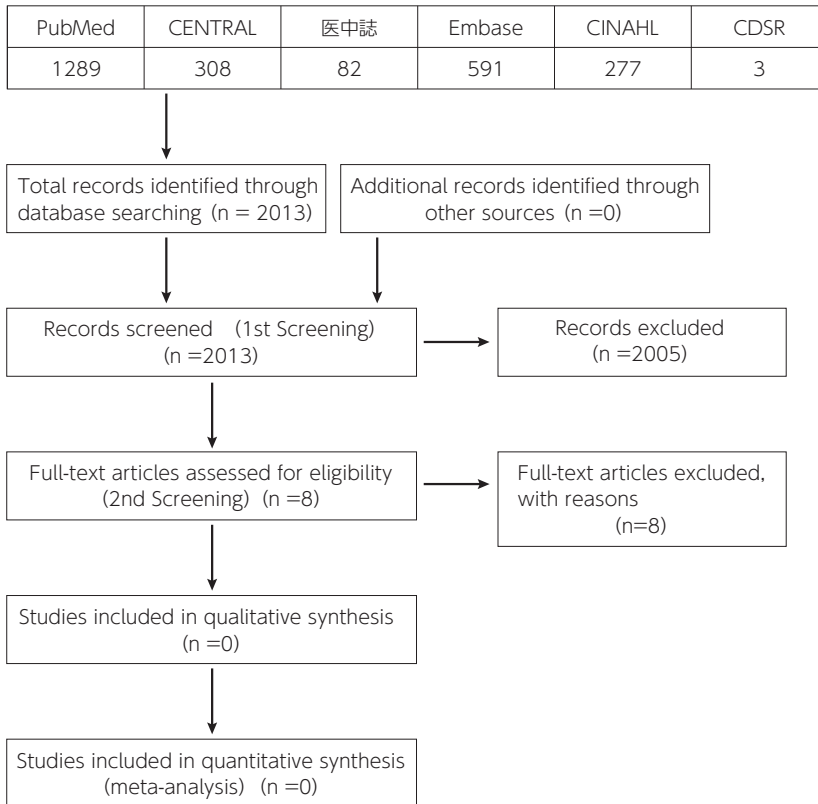 PubMed CENTRAL 医中誌 Embase CINAHL CDSR
1289 308 82 591 277 3
Total records identified through
database searching (n = 2013)
Additional records identified through
other sources (n =0)
Records screened (1st Screening)
(n =2013)
Records excluded
(n =2005)
Full-text articles assessed for eligibility
(2nd Screening) (n =8)
Full-text articles excluded,
with reasons
(n=8)
Studies included in qualitative synthesis
(n =0)
Studies included in quantitative synthesis
(meta-analysis) (n =0)